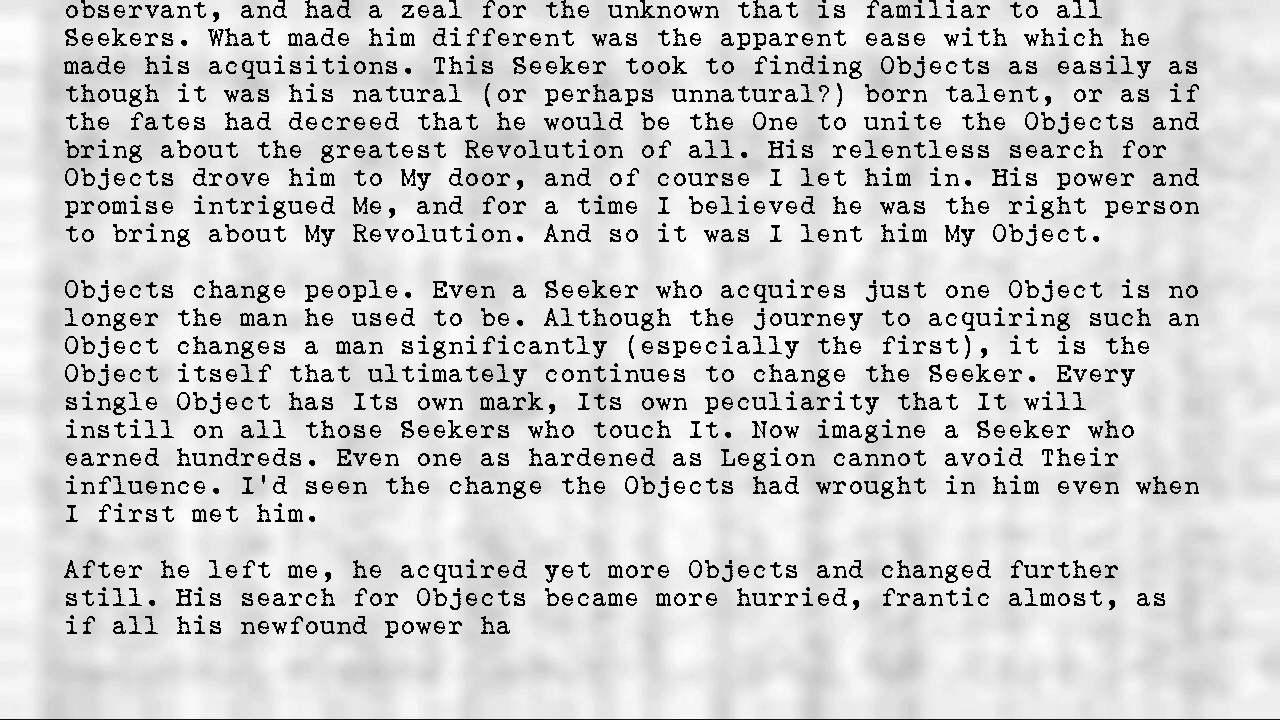 observant, and had a zeal for the unknown that is familiar to all
Seekers. What made him different was the apparent ease with which he
made his acquisitions. This Seeker took to finding Objects as easily as
though it was his natural (or perhaps unnatural?) born talent, or as if
the fates had decreed that he would be the One to unite the Objects and
bring about the greatest Revolution of all. His relentless search for
Objects drove him to My door, and of course I let him in. His power and
promise intrigued Me, and for a time I believed he was the right person
to bring about My Revolution. And so it was I lent him My Object.

Objects change people. Even a Seeker who acquires just one Object is no
longer the man he used to be. Although the journey to acquiring such an
Object changes a man significantly (especially the first), it is the
Object itself that ultimately continues to change the Seeker. Every
single Object has Its own mark, Its own peculiarity that It will
instill on all those Seekers who touch It. Now imagine a Seeker who
earned hundreds. Even one as hardened as Legion cannot avoid Their
influence. I'd seen the change the Objects had wrought in him even when
I first met him.

After he left me, he acquired yet more Objects and changed further
still. His search for Objects became more hurried, frantic almost, as
if all his newfound power ha